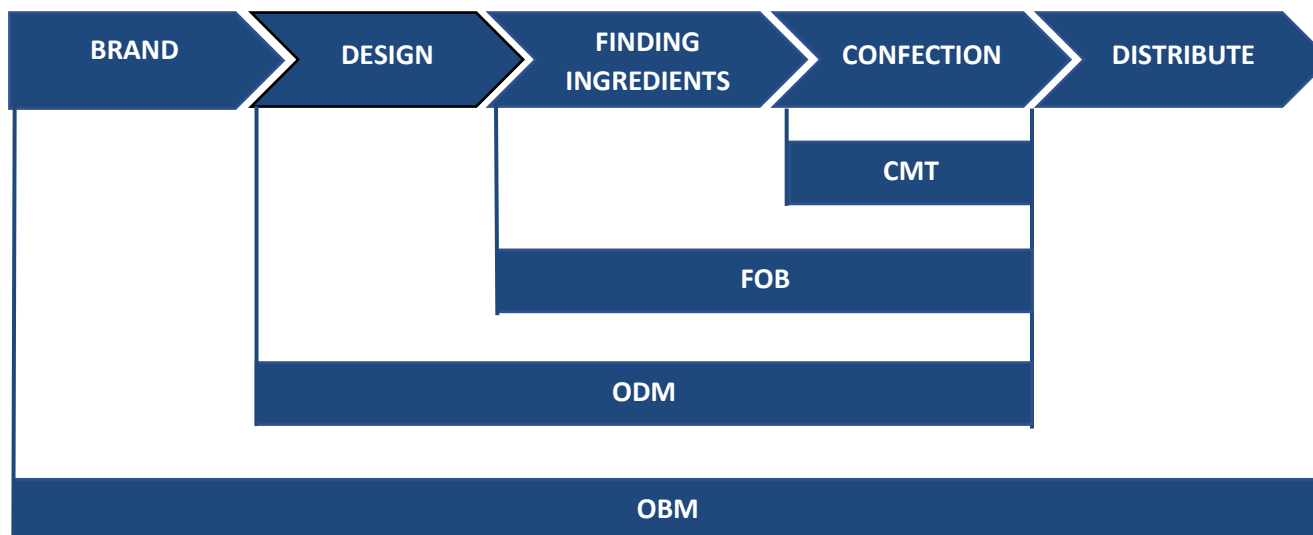 BRAND
DESIGN
FINDING
INGREDIENTS
CONFECTION
DISTRIBUTE
CMT
FOB
ODM
OBM